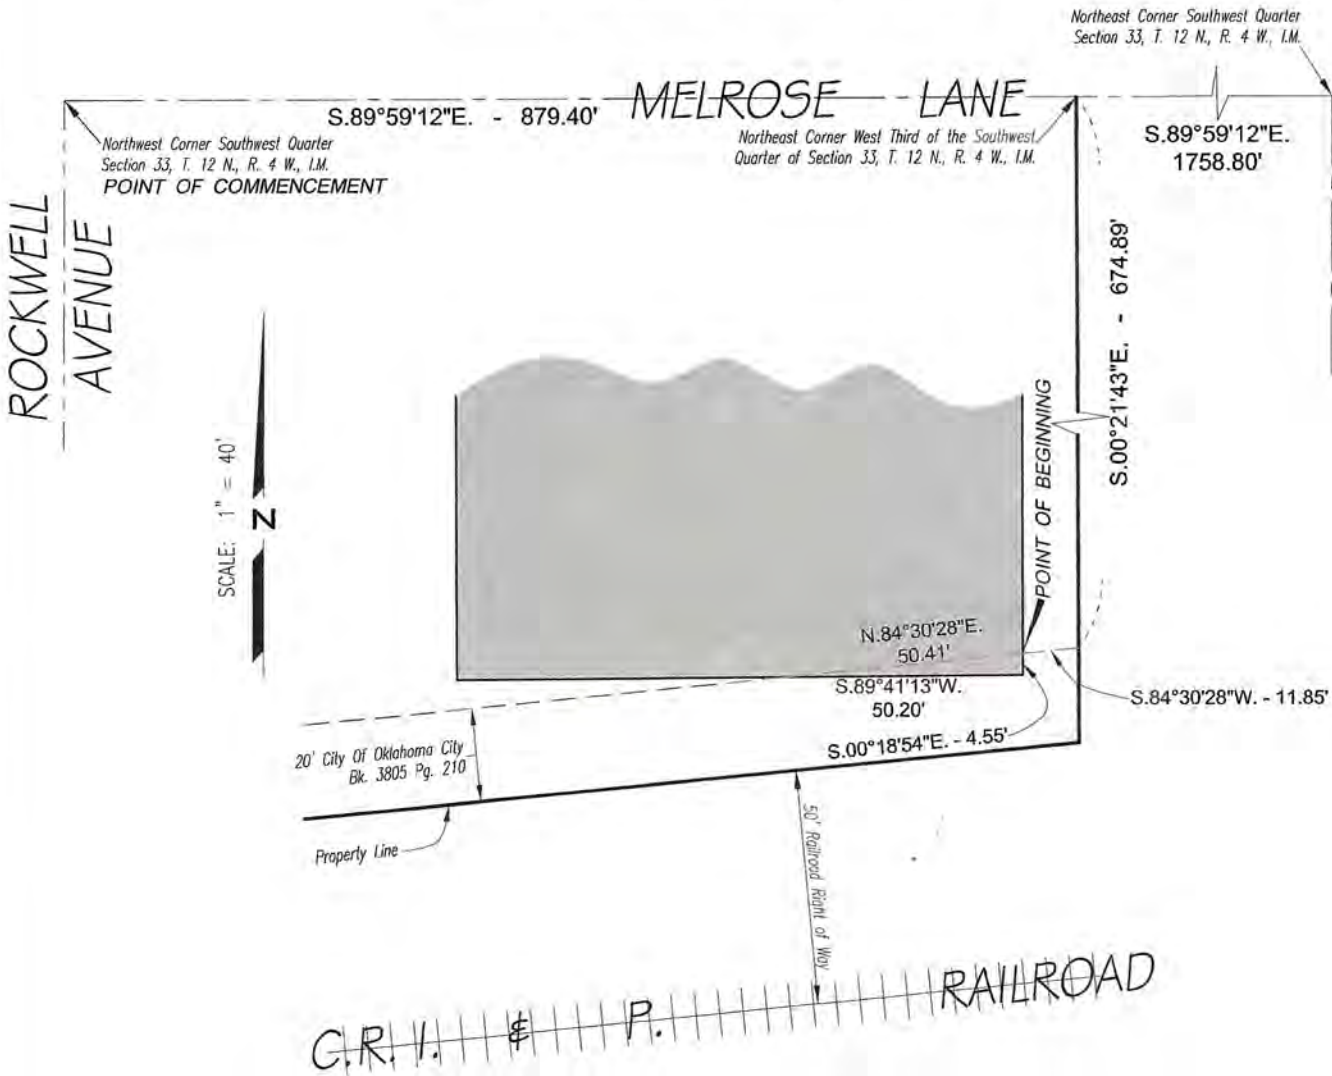 Northeast Corner Southwest Quarter
Section 33, T. 12 N., R. 4 W., I.M.
MELROSE LANE
S.89°59'12"E. - 879.40'
Northwest Corner Southwest Quarter
Section 33, T. 12 N., R. 4 W., I.M.
POINT OF COMMENCEMENT
Northeast Corner West Third of the Southwest
Quarter of Section 33, T. 12 N., R. 4 W., I.M.
S.89°59'12"E.
1758.80'
ROCKWELL
AVENUE
S.00°21'43"E. - 674.89'
SCALE: 1" = 40'
N
POINT OF BEGINNING
N.84°30'28"E.
50.41'
S.89°41'13"W.
50.20'
S.84°30'28"W. - 11.85'
S.00°18'54"E. - 4.55'
20' City Of Oklahoma City
Bk. 3805 Pg. 210
Property Line
50' Railroad Right of Way
C.R.I. & P. RAILROAD